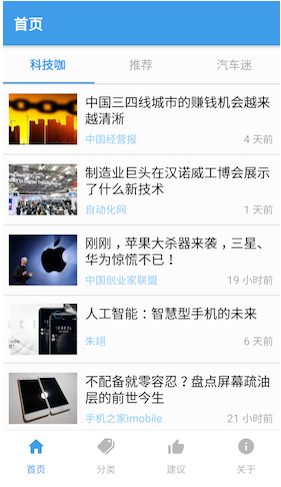 首页
科技咖 推荐 汽车迷
中国三四线城市的赚钱机会越来
越清淅
中国经营报 4 天前
制造业巨头在汉诺威工博会展示
了什么新技术
自动化网 1 天前
刚刚，苹果大杀器来袭，三星、
华为惊慌不已！
中国创业家联盟 19 小时前
人工智能：智慧型手机的未来
朱翊 6 天前
不配备就零容忍？盘点屏幕疏油
层的前世今生
手机之家imobile 21 小时前
首页 分类 建议 关于